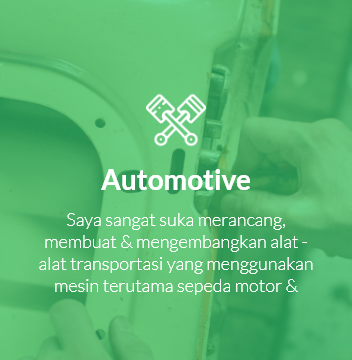 Automotive
Saya sangat suka merancang,
membuat & mengembangkan alat -
alat transportasi yang menggunakan
mesin terutama sepeda motor &